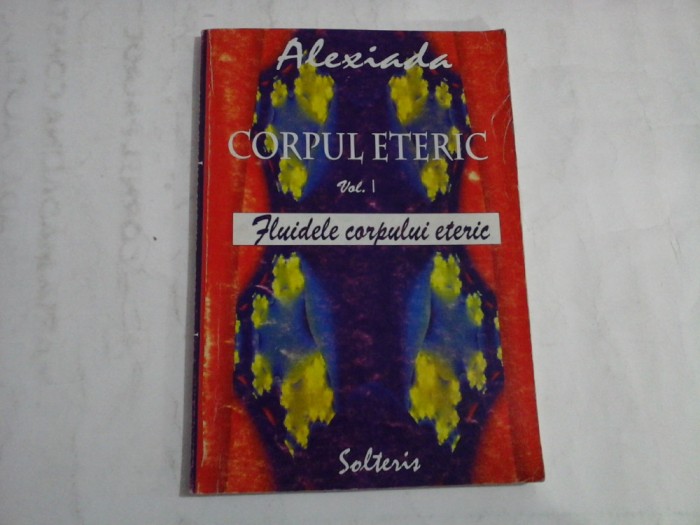 Alexiada
CORPUL ETERIC
Vol. I
Fluidele corpului eteric
Solteris